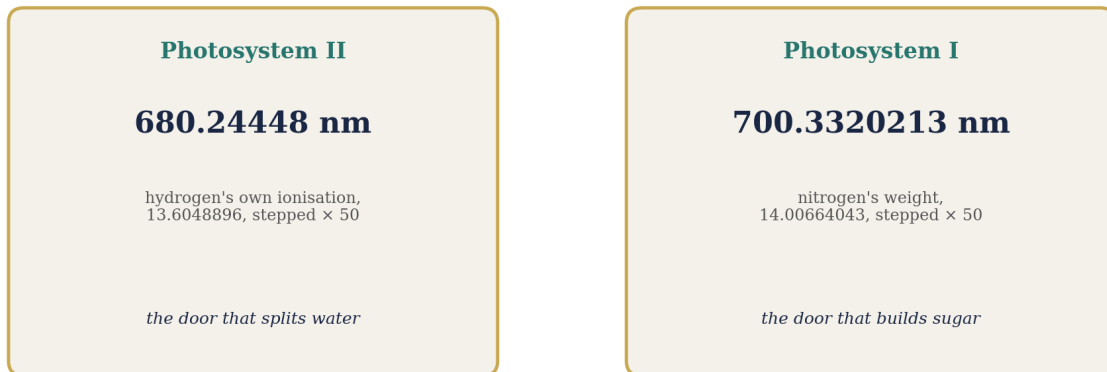 Photosystem II
680.24448 nm
hydrogen's own ionisation,
13.6048896, stepped × 50
the door that splits water
Photosystem I
700.3320213 nm
nitrogen's weight,
14.00664043, stepped × 50
the door that builds sugar